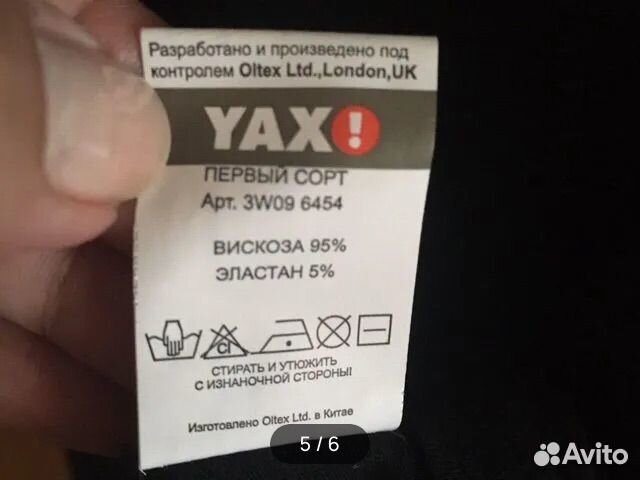 Разработано и произведено под
контролем Oltex Ltd.,London,UK
YAX!
ПЕРВЫЙ СОРТ
Арт. 3W09 6454
ВИСКОЗА 95%
ЭЛАСТАН 5%
Cl
СТИРАТЬ И УТЮЖИТЬ
С ИЗНАНОЧНОЙ СТОРОНЫ!
Изготовлено Oltex Ltd. в Китае
5 / 6
Avito